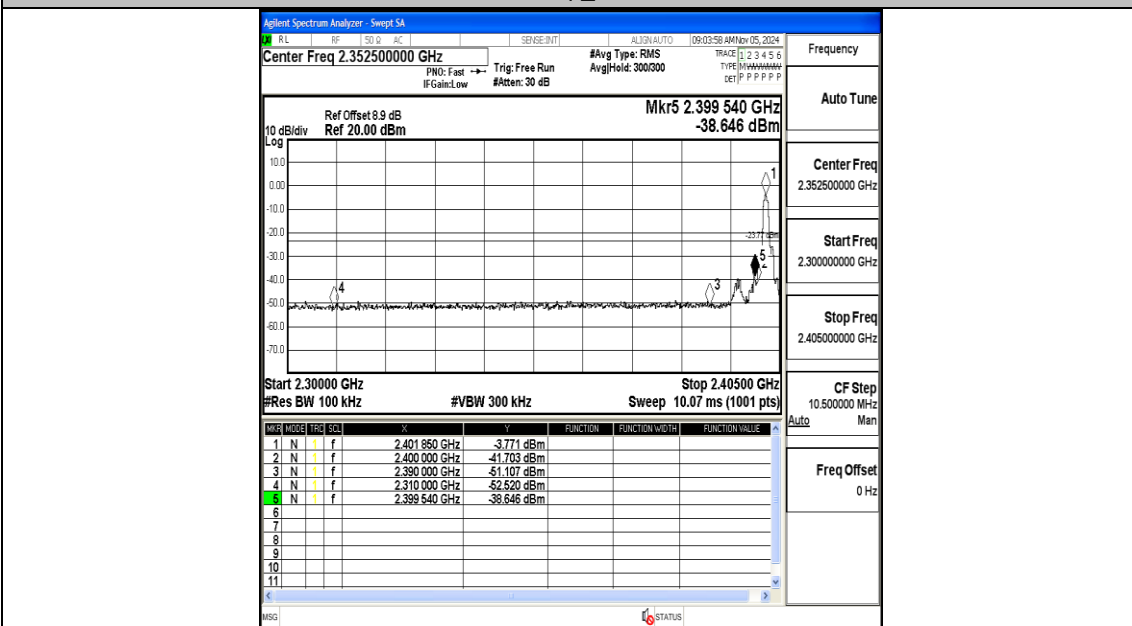 Agilent Spectrum Analyzer - Swept SA
RL RF 50 Ω AC SENSE:INT ALIGN AUTO 09:03:58 AM Nov 05, 2024
Center Freq 2.352500000 GHz
PNO: Fast
IFGain:Low
Trig: Free Run
#Atten: 30 dB
#Avg Type: RMS
Avg|Hold: 300/300
TRACE 1 2 3 4 5 6
TYPE M
DET P P P P P P
Ref Offset 8.9 dB
10 dB/div Ref 20.00 dBm
Log
Mkr5 2.399 540 GHz
-38.646 dBm
10.0
0.00
-10.0
-20.0
-30.0
-40.0
-50.0
-60.0
-70.0
1
5
2
3
4
Start 2.30000 GHz Stop 2.40500 GHz
#Res BW 100 kHz #VBW 300 kHz Sweep 10.07 ms (1001 pts)
MKR MODE TRC SCL X Y FUNCTION FUNCTION WIDTH FUNCTION VALUE
1 N 1 f 2.401 850 GHz -3.771 dBm
2 N 1 f 2.400 000 GHz -41.703 dBm
3 N 1 f 2.390 000 GHz -51.107 dBm
4 N 1 f 2.310 000 GHz -52.520 dBm
5 N 1 f 2.399 540 GHz -38.646 dBm
6
7
8
9
10
11
MSG STATUS
Frequency
Auto Tune
Center Freq
2.352500000 GHz
Start Freq
2.300000000 GHz
Stop Freq
2.405000000 GHz
CF Step
10.500000 MHz
Auto Man
Freq Offset
0 Hz